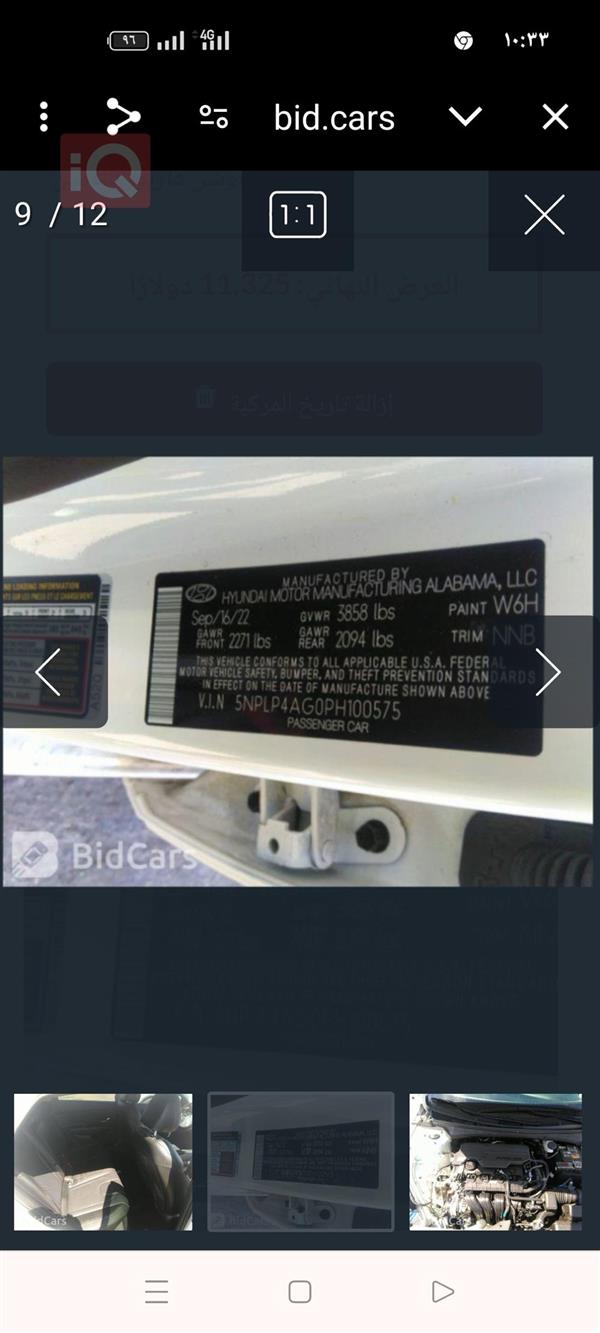 ٩٦ 4G ١٠:٣٣
bid.cars
iQ
9 / 12
1:1
العرض النهائي: 11.325 دولارًا
إزالة تاريخ المركبة
MANUFACTURED BY
HYUNDAI MOTOR MANUFACTURING ALABAMA, LLC
Sep/16/22 GVWR 3858 lbs PAINT W6H
GAWR FRONT 2271 lbs GAWR REAR 2094 lbs TRIM NNB
THIS VEHICLE CONFORMS TO ALL APPLICABLE U.S.A. FEDERAL
MOTOR VEHICLE SAFETY, BUMPER, AND THEFT PREVENTION STANDARDS
IN EFFECT ON THE DATE OF MANUFACTURE SHOWN ABOVE
V.I.N 5NPLP4AG0PH100575
PASSENGER CAR
BidCars